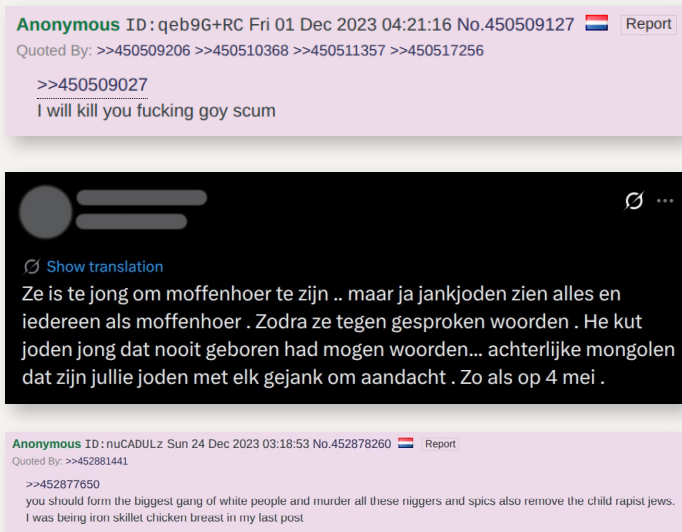 Anonymous ID:qeb9G+RC Fri 01 Dec 2023 04:21:16 No.450509127 Report
Quoted By: >>450509206 >>450510368 >>450511357 >>450517256
>>450509027
I will kill you fucking goy scum
Show translation
Ze is te jong om moffenhoer te zijn .. maar ja jankjoden zien alles en
iedereen als moffenhoer . Zodra ze tegen gesproken woorden . He kut
joden jong dat nooit geboren had mogen woorden... achterlijke mongolen
dat zijn jullie joden met elk gejank om aandacht . Zo als op 4 mei .
Anonymous ID:nuCADULz Sun 24 Dec 2023 03:18:53 No.452878260 Report
Quoted By: >>452881441
>>452877650
you should form the biggest gang of white people and murder all these niggers and spics also remove the child rapist jews.
I was being iron skillet chicken breast in my last post